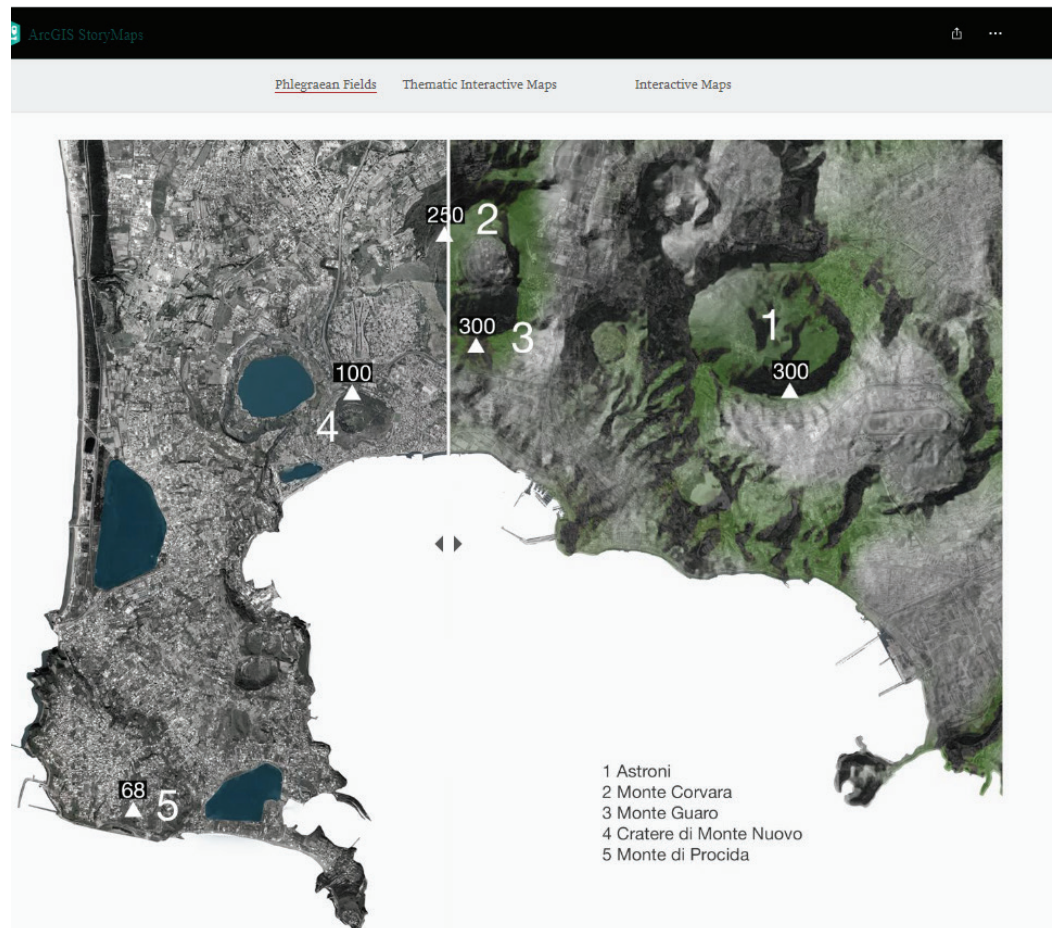 ArcGIS StoryMaps
Phlegraean Fields Thematic Interactive Maps Interactive Maps
250 2
300 3
1
300
100
4
68 5
1 Astroni
2 Monte Corvara
3 Monte Guaro
4 Cratere di Monte Nuovo
5 Monte di Procida